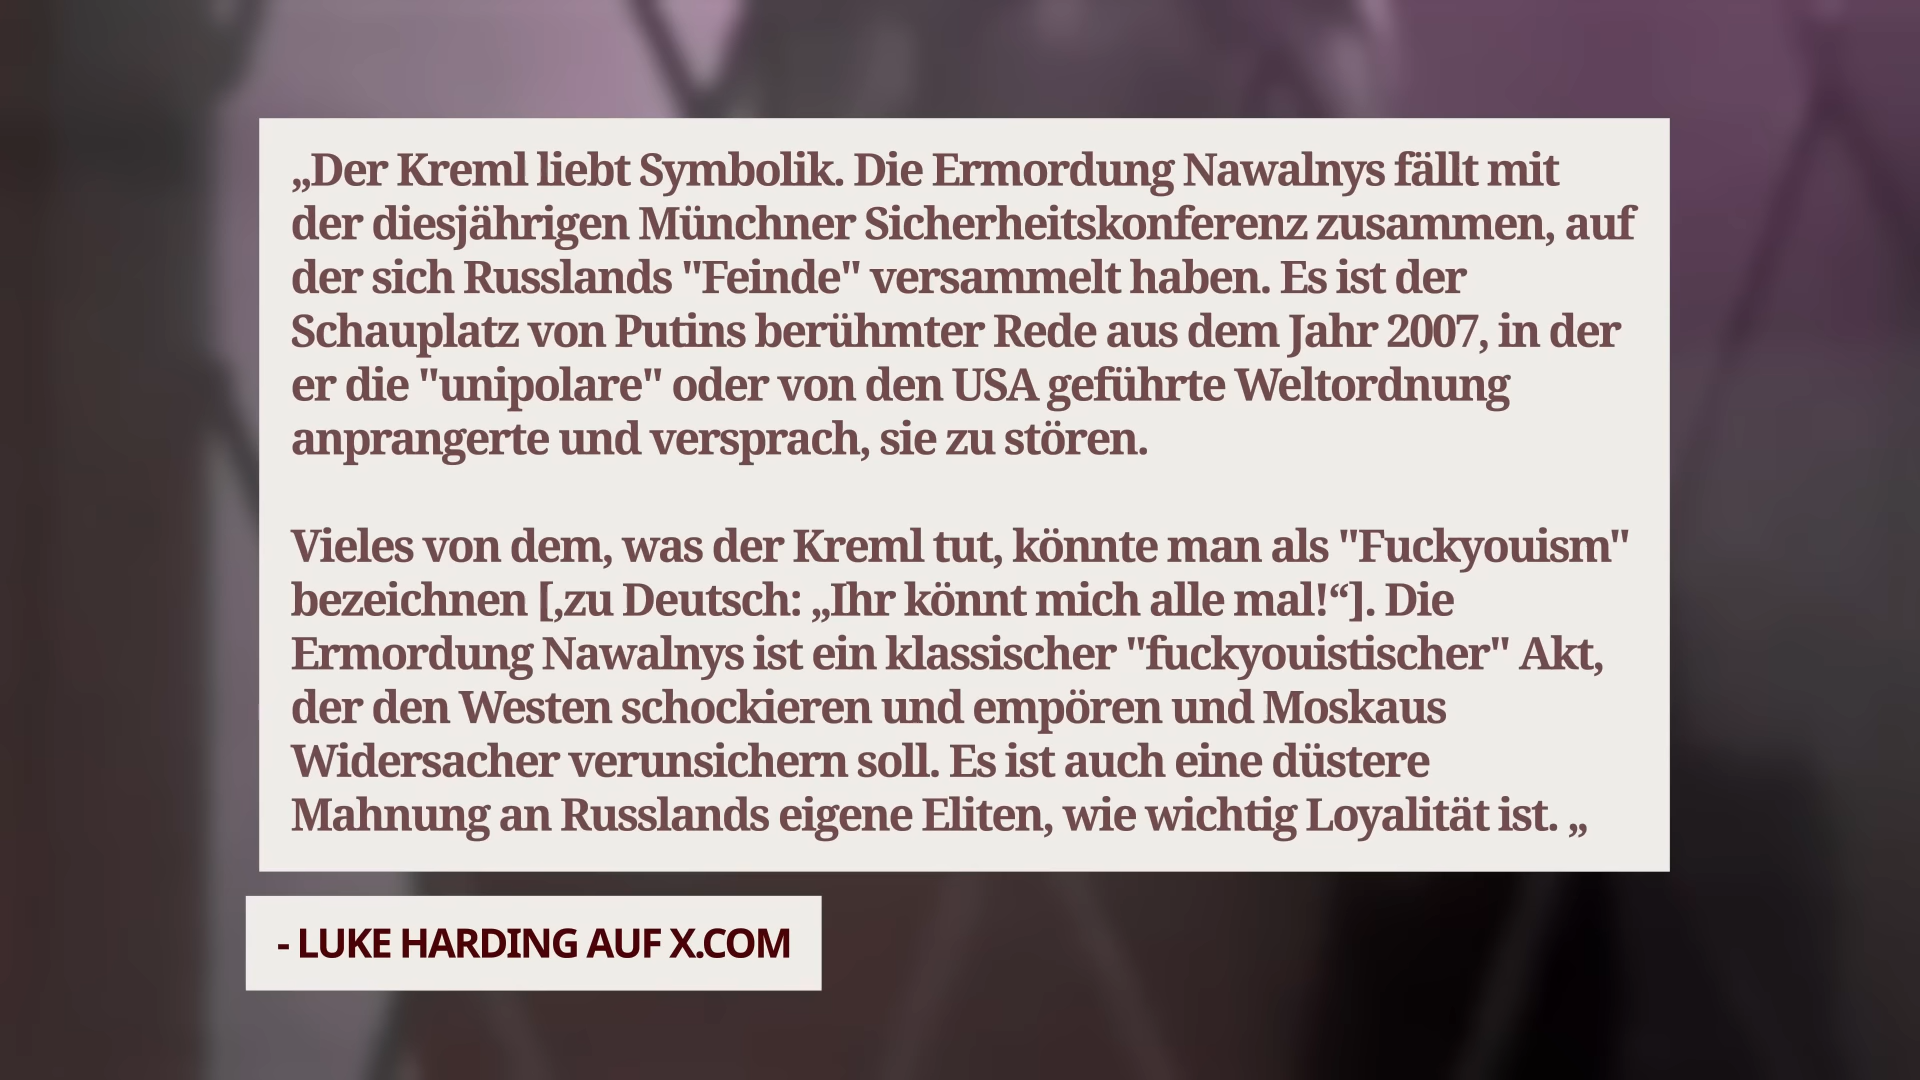 „Der Kreml liebt Symbolik. Die Ermordung Nawalnys fällt mit
der diesjährigen Münchner Sicherheitskonferenz zusammen, auf
der sich Russlands "Feinde" versammelt haben. Es ist der
Schauplatz von Putins berühmter Rede aus dem Jahr 2007, in der
er die "unipolare" oder von den USA geführte Weltordnung
anprangerte und versprach, sie zu stören.
Vieles von dem, was der Kreml tut, könnte man als "Fuckyouism"
bezeichnen [,zu Deutsch: „Ihr könnt mich alle mal!“]. Die
Ermordung Nawalnys ist ein klassischer "fuckyouistischer" Akt,
der den Westen schockieren und empören und Moskaus
Widersacher verunsichern soll. Es ist auch eine düstere
Mahnung an Russlands eigene Eliten, wie wichtig Loyalität ist. „
- LUKE HARDING AUF X.COM